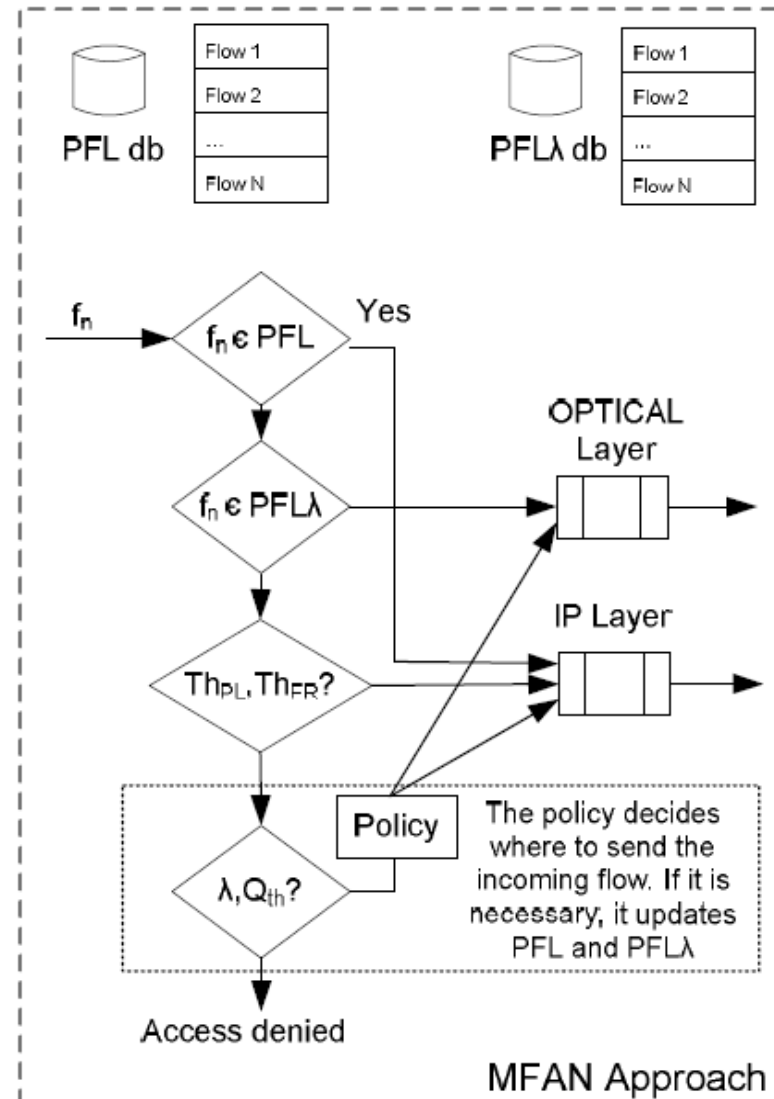 Flow 1
Flow 2
...
Flow N
PFL db
Flow 1
Flow 2
...
Flow N
PFLλ db
fn
fn ϵ PFL
Yes
fn ϵ PFLλ
OPTICAL
Layer
IP Layer
ThPL,ThFR?
Policy
The policy decides
where to send the
incoming flow. If it is
necessary, it updates
PFL and PFLλ
λ,Qth?
Access denied
MFAN Approach